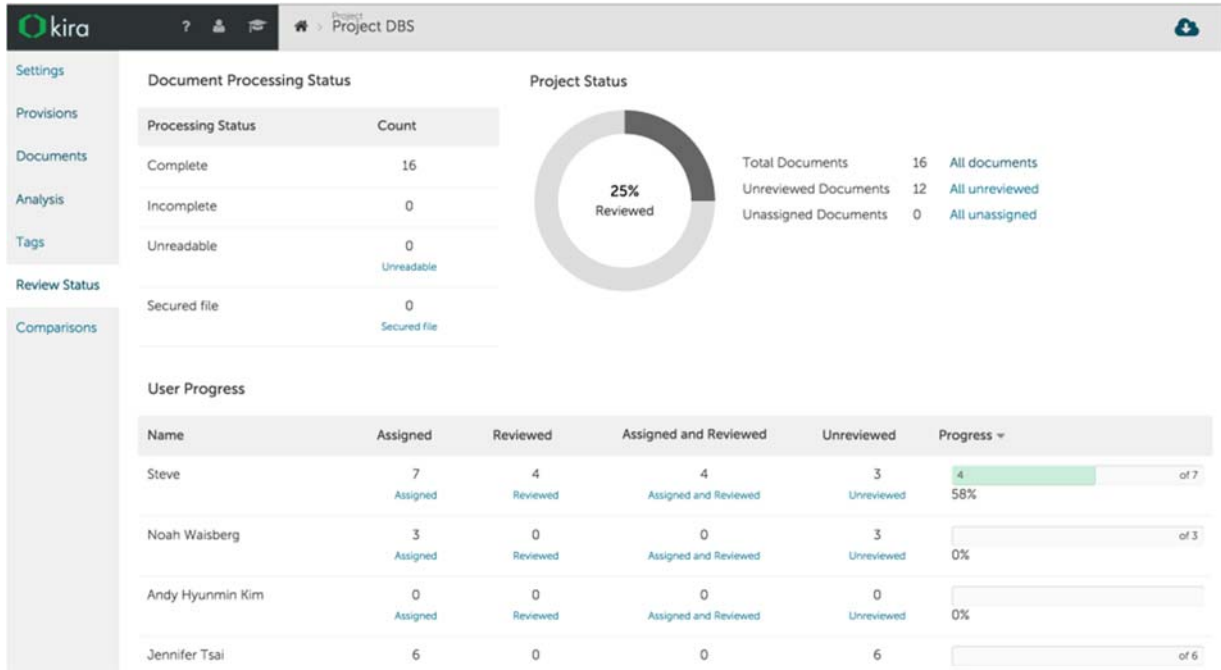 kira
?
Project
> Project DBS
Settings
Provisions
Documents
Analysis
Tags
Review Status
Comparisons
Document Processing Status
Processing Status Count
Complete 16
Incomplete 0
Unreadable 0
Unreadable
Secured file 0
Secured file
Project Status
25%
Reviewed
Total Documents 16 All documents
Unreviewed Documents 12 All unreviewed
Unassigned Documents 0 All unassigned
User Progress
Name Assigned Reviewed Assigned and Reviewed Unreviewed Progress
Steve 7 4 4 3 4 of 7
Assigned Reviewed Assigned and Reviewed Unreviewed 58%
Noah Waisberg 3 0 0 3 of 3
Assigned Reviewed Assigned and Reviewed Unreviewed 0%
Andy Hyunmin Kim 0 0 0 0
Assigned Reviewed Assigned and Reviewed Unreviewed 0%
Jennifer Tsai 6 0 0 6 of 6